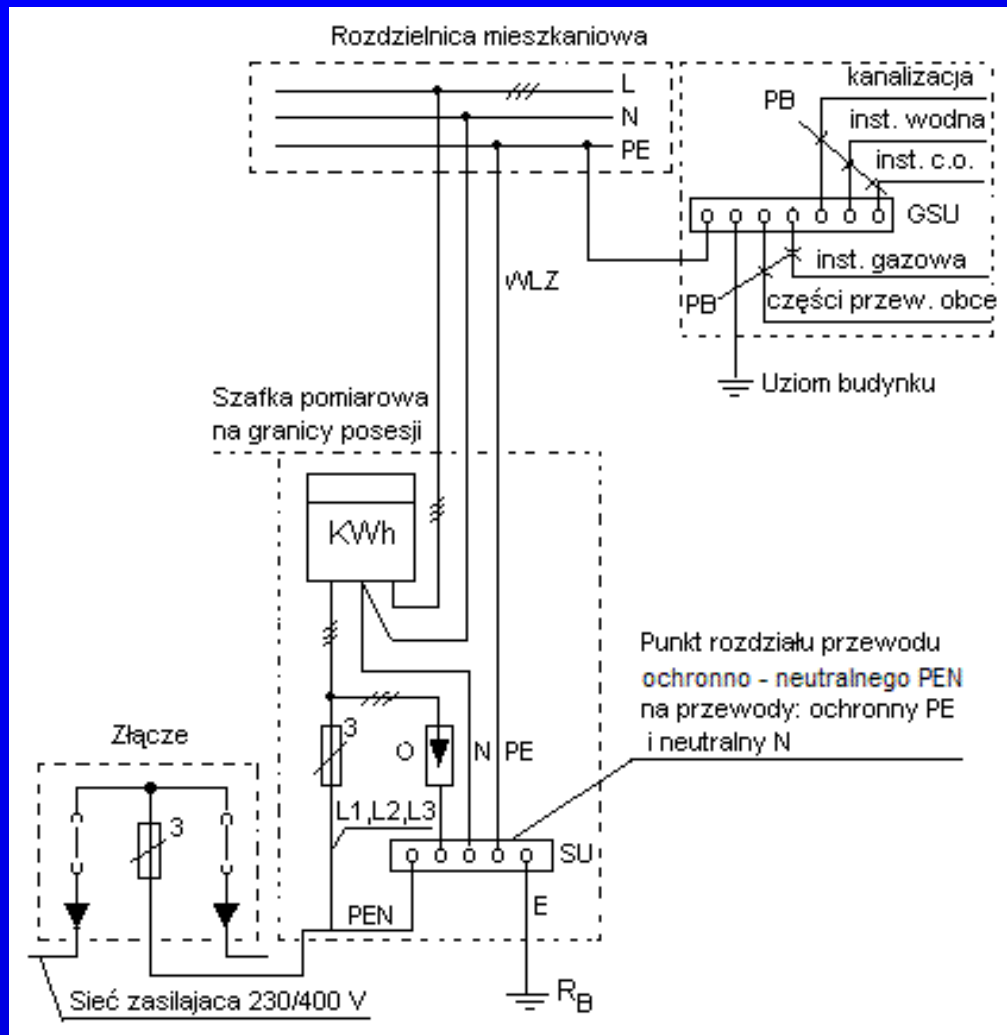 Rozdzielnica mieszkaniowa
L
N
PE
kanalizacja
PB
inst. wodna
inst. c.o.
GSU
inst. gazowa
PB
części przew. obce
WLZ
Uziom budynku
Szafka pomiarowa
na granicy posesji
KWh
Punkt rozdziału przewodu
ochronno - neutralnego PEN
na przewody: ochronny PE
i neutralny N
Złącze
3
O
N
PE
3
L1,L2,L3
SU
PEN
E
RB
Sieć zasilajaca 230/400 V